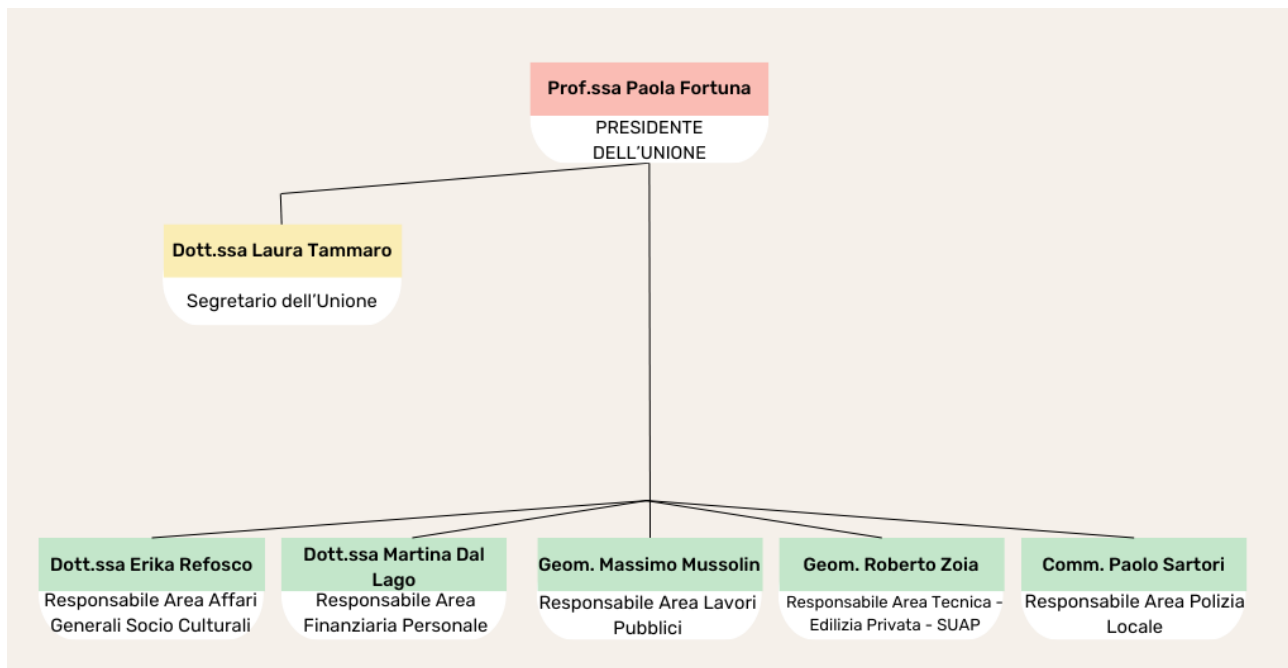 Prof.ssa Paola Fortuna
PRESIDENTE
DELL'UNIONE
Dott.ssa Laura Tammaro
Segretario dell'Unione
Dott.ssa Erika Refosco
Responsabile Area Affari
Generali Socio Culturali
Dott.ssa Martina Dal
Lago
Responsabile Area
Finanziaria Personale
Geom. Massimo Mussolin
Responsabile Area Lavori
Pubblici
Geom. Roberto Zoia
Responsabile Area Tecnica -
Edilizia Privata - SUAP
Comm. Paolo Sartori
Responsabile Area Polizia
Locale